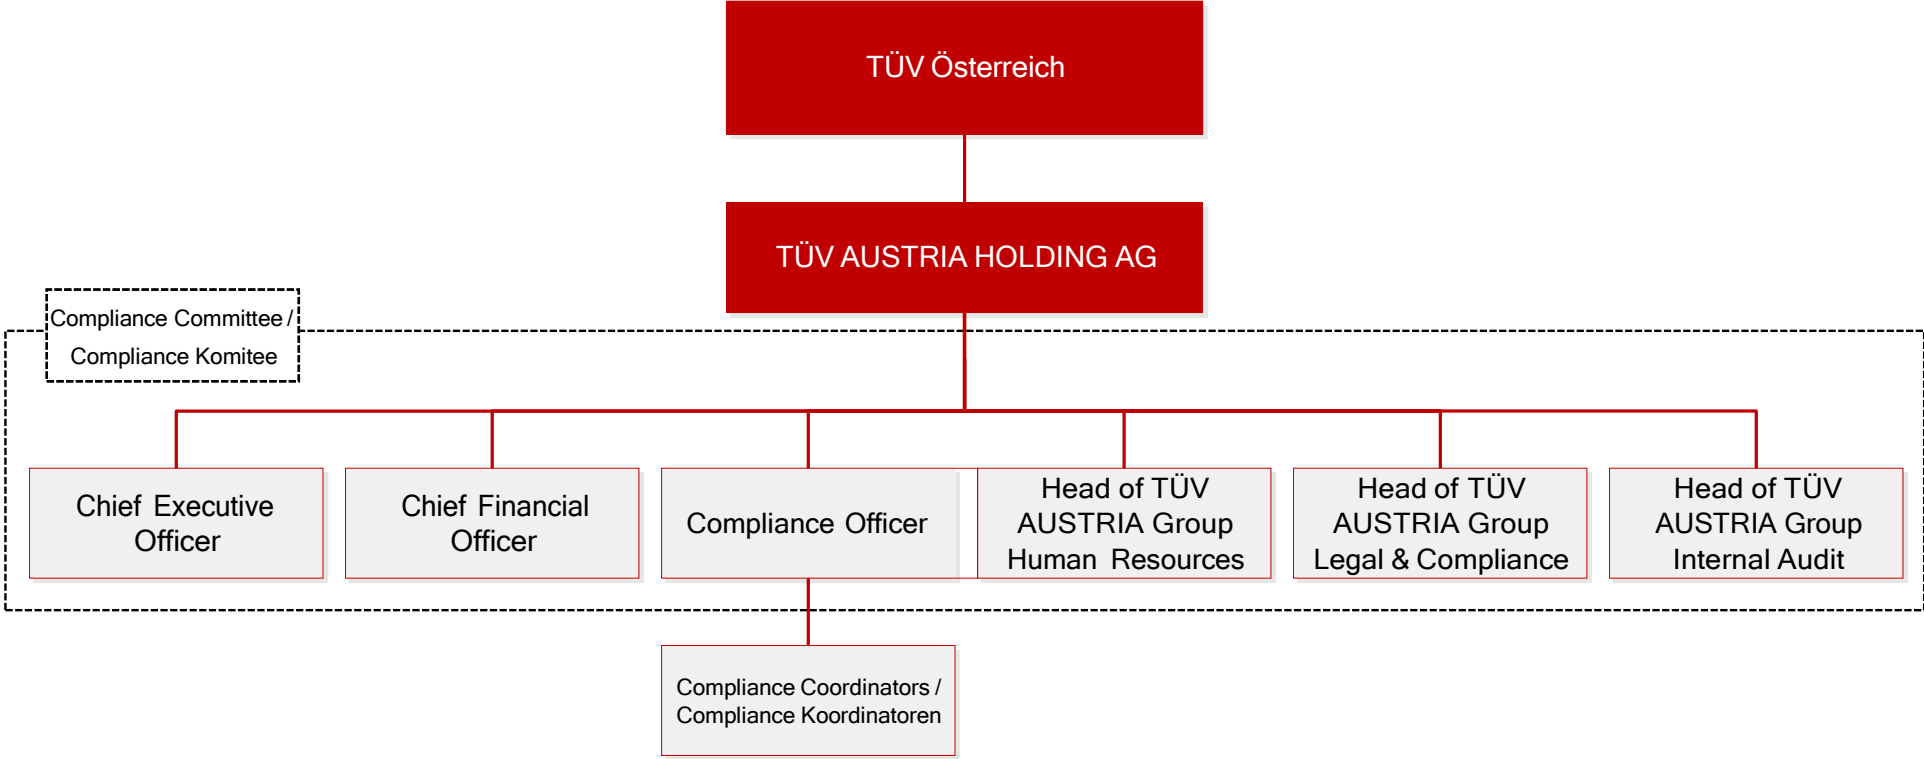 TÜV Österreich
TÜV AUSTRIA HOLDING AG
Compliance Committee /
Compliance Komitee
Chief Executive
Officer
Chief Financial
Officer
Compliance Officer
Head of TÜV
AUSTRIA Group
Human Resources
Head of TÜV
AUSTRIA Group
Legal & Compliance
Head of TÜV
AUSTRIA Group
Internal Audit
Compliance Coordinators /
Compliance Koordinatoren